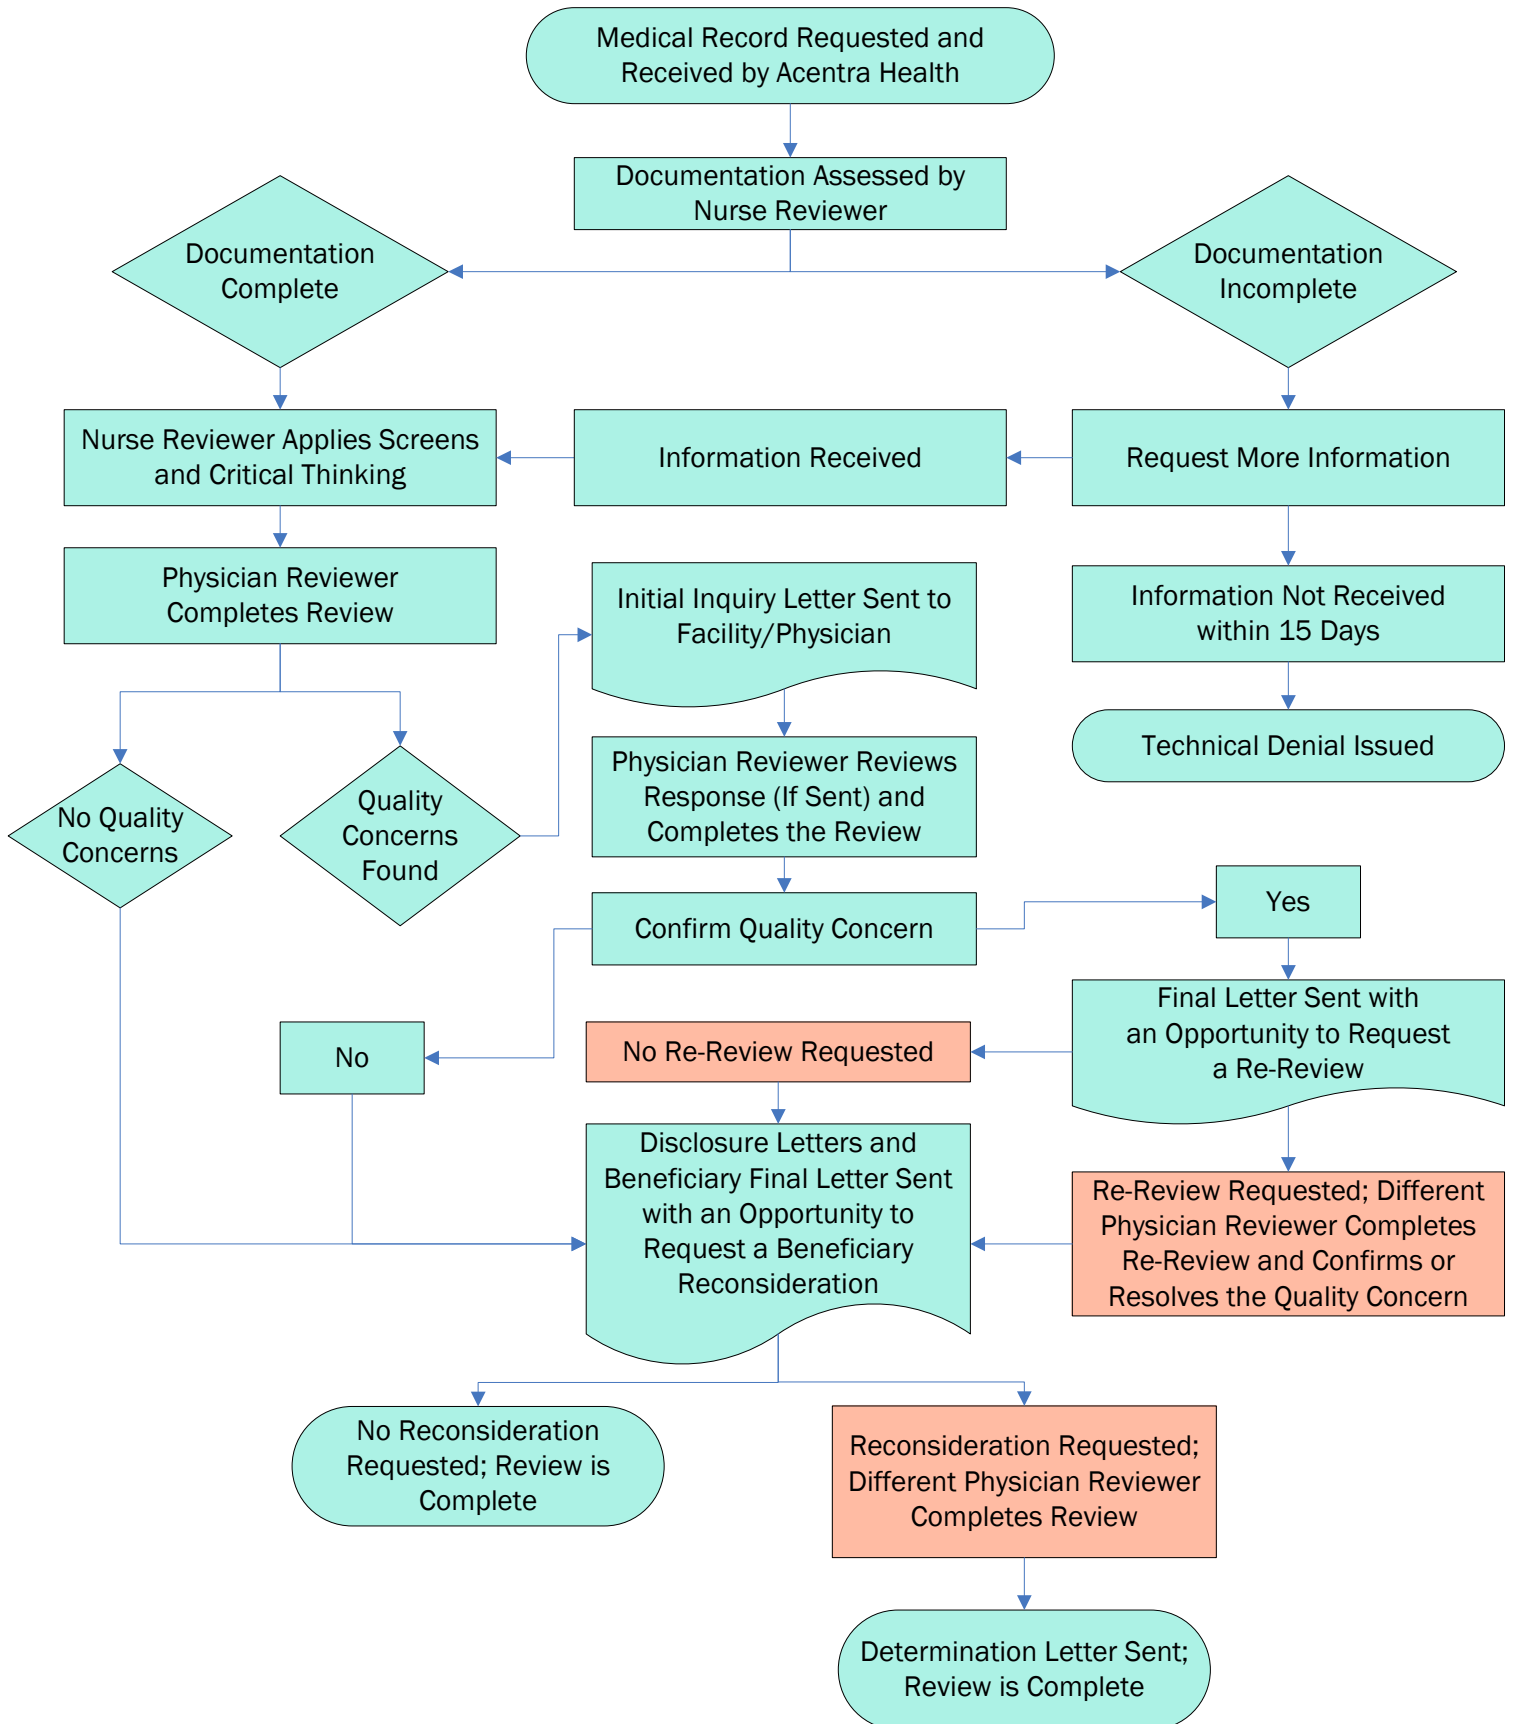 Medical Record Requested and
Received by Acentra Health
Documentation Assessed by
Nurse Reviewer
Documentation
Complete
Documentation
Incomplete
Nurse Reviewer Applies Screens
and Critical Thinking
Information Received
Request More Information
Physician Reviewer
Completes Review
Initial Inquiry Letter Sent to
Facility/Physician
Information Not Received
within 15 Days
Technical Denial Issued
Physician Reviewer Reviews
Response (If Sent) and
Completes the Review
No Quality
Concerns
Quality
Concerns
Found
Confirm Quality Concern
Yes
Final Letter Sent with
an Opportunity to Request
a Re-Review
No
No Re-Review Requested
Disclosure Letters and
Beneficiary Final Letter Sent
with an Opportunity to
Request a Beneficiary
Reconsideration
Re-Review Requested; Different
Physician Reviewer Completes
Re-Review and Confirms or
Resolves the Quality Concern
No Reconsideration
Requested; Review is
Complete
Reconsideration Requested;
Different Physician Reviewer
Completes Review
Determination Letter Sent;
Review is Complete